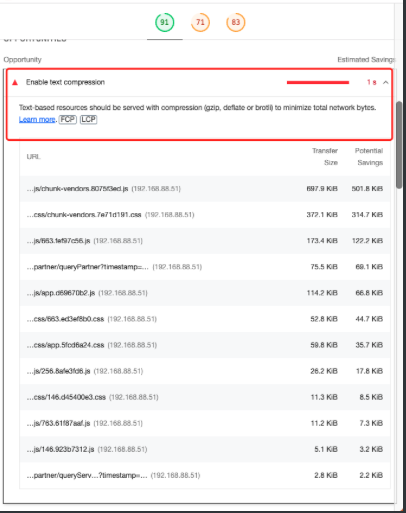 91 71 83
OPPORTUNITIES
Opportunity Estimated Savings
Enable text compression 1 s
Text-based resources should be served with compression (gzip, deflate or brotli) to minimize total network bytes.
Learn more. FCP LCP
URL Transfer Size Potential Savings
…js/chunk-vendors.8075f3ed.js (192.168.88.51) 697.9 KiB 501.8 KiB
…css/chunk-vendors.7e71d191.css (192.168.88.51) 372.1 KiB 314.7 KiB
…js/663.fef97c56.js (192.168.88.51) 173.4 KiB 122.2 KiB
…partner/queryPartner?timestamp=… (192.168.88.51) 75.5 KiB 69.1 KiB
…js/app.d69670b2.js (192.168.88.51) 114.2 KiB 66.8 KiB
…css/663.ed3ef8b0.css (192.168.88.51) 52.8 KiB 44.7 KiB
…css/app.5fcd6a24.css (192.168.88.51) 59.8 KiB 35.7 KiB
…js/256.8afe3fd6.js (192.168.88.51) 26.2 KiB 17.8 KiB
…css/146.d45400e3.css (192.168.88.51) 11.3 KiB 8.5 KiB
…js/763.61f87aaf.js (192.168.88.51) 11.2 KiB 7.3 KiB
…js/146.923b7312.js (192.168.88.51) 5.1 KiB 3.2 KiB
…partner/queryServ…?timestamp=… (192.168.88.51) 2.8 KiB 2.2 KiB